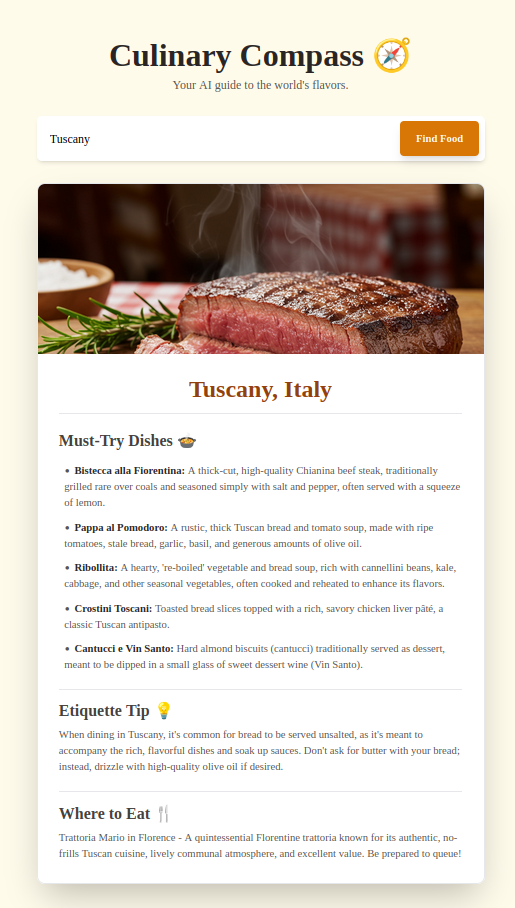 Culinary Compass 🧭
Your AI guide to the world's flavors.
Tuscany
Find Food
Tuscany, Italy
Must-Try Dishes 🍲
• Bistecca alla Fiorentina: A thick-cut, high-quality Chianina beef steak, traditionally
grilled rare over coals and seasoned simply with salt and pepper, often served with a squeeze
of lemon.
• Pappa al Pomodoro: A rustic, thick Tuscan bread and tomato soup, made with ripe
tomatoes, stale bread, garlic, basil, and generous amounts of olive oil.
• Ribollita: A hearty, 're-boiled' vegetable and bread soup, rich with cannellini beans, kale,
cabbage, and other seasonal vegetables, often cooked and reheated to enhance its flavors.
• Crostini Toscani: Toasted bread slices topped with a rich, savory chicken liver pâté, a
classic Tuscan antipasto.
• Cantucci e Vin Santo: Hard almond biscuits (cantucci) traditionally served as dessert,
meant to be dipped in a small glass of sweet dessert wine (Vin Santo).
Etiquette Tip 💡
When dining in Tuscany, it's common for bread to be served unsalted, as it's meant to
accompany the rich, flavorful dishes and soak up sauces. Don't ask for butter with your bread;
instead, drizzle with high-quality olive oil if desired.
Where to Eat 🍴
Trattoria Mario in Florence - A quintessential Florentine trattoria known for its authentic, no-
frills Tuscan cuisine, lively communal atmosphere, and excellent value. Be prepared to queue!